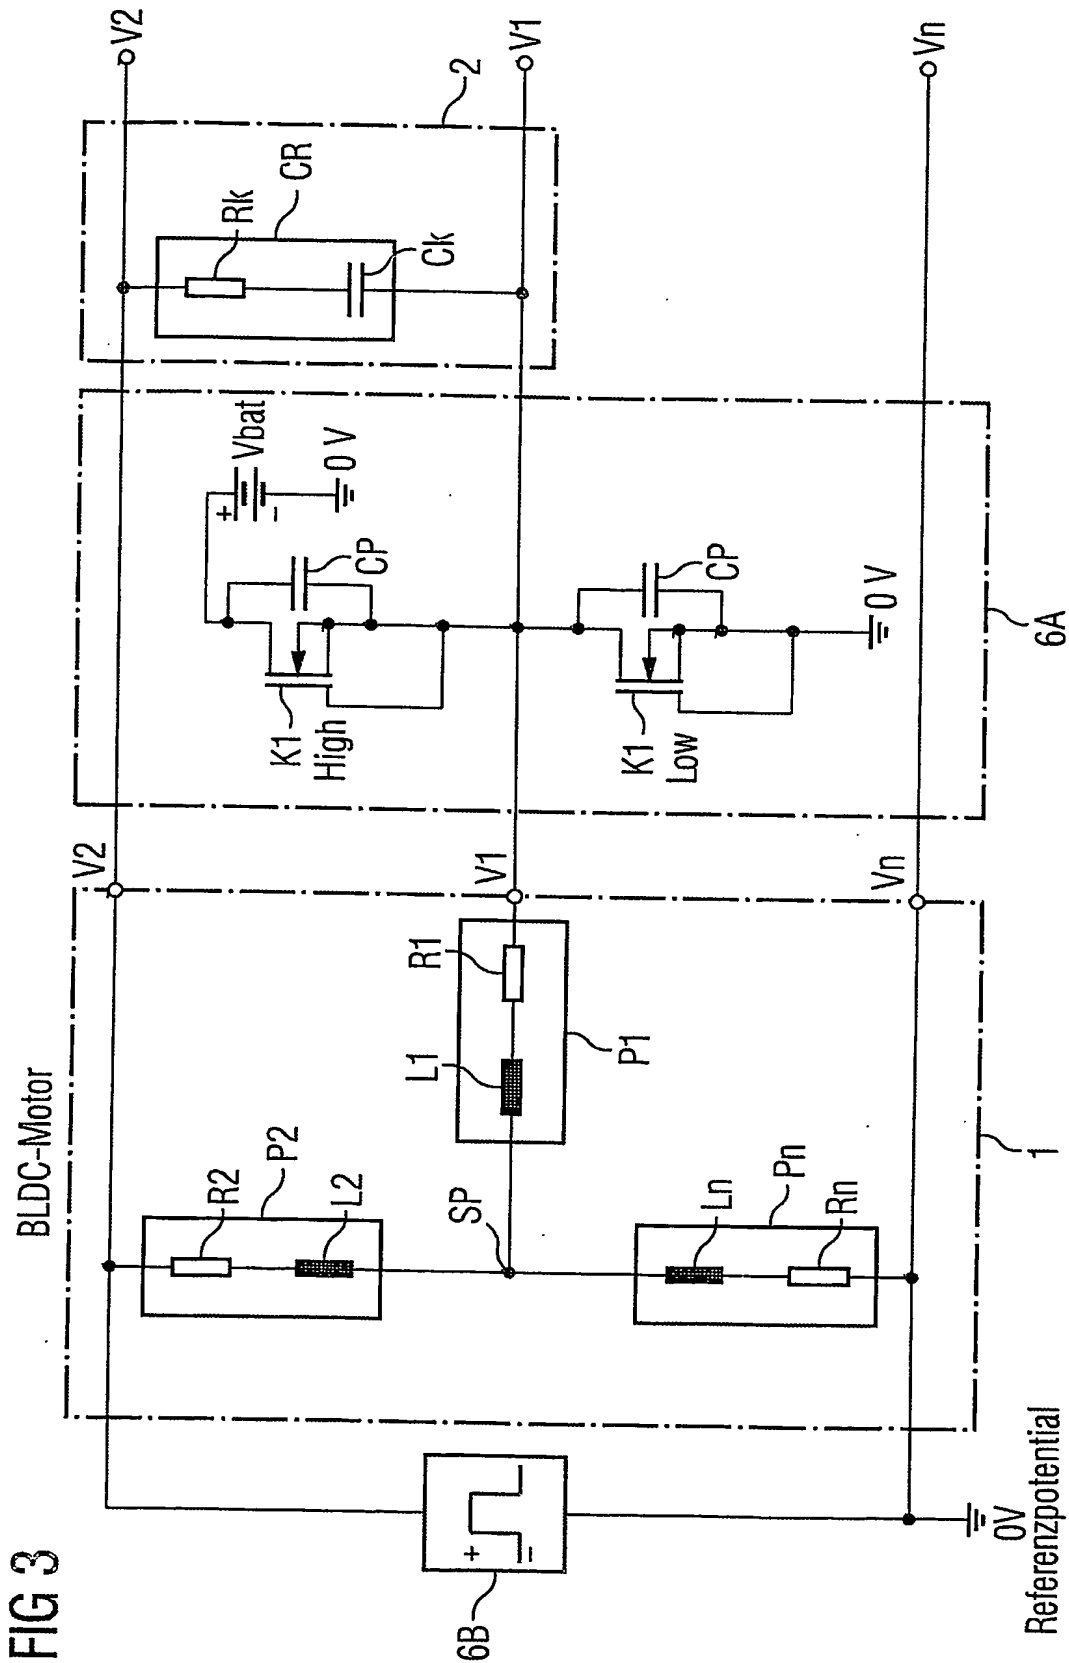 FIG 3
BLDC-Motor
6B
+
–
0V
Referenzpotential
R2
P2
L2
SP
L1
R1
P1
Ln
Pn
Rn
1
V2
V1
Vn
K1
High
CP
+
–
Vbat
0 V
K1
Low
CP
0 V
6A
Rk
CR
Ck
2
V2
V1
Vn